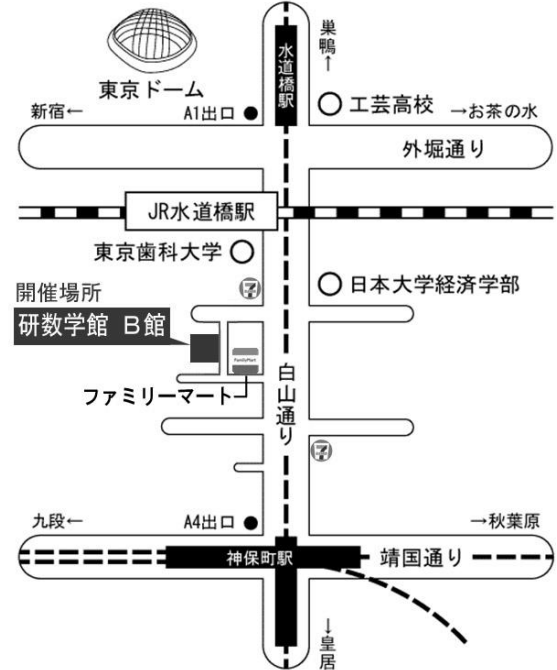 巣鴨↑
水道橋駅
東京ドーム
新宿←
A1出口
工芸高校
→お茶の水
外堀通り
JR水道橋駅
東京歯科大学
日本大学経済学部
開催場所
研数学館 B館
FamilyMart
ファミリーマート
白山通り
九段←
A4出口
→秋葉原
神保町駅
靖国通り
↓皇居